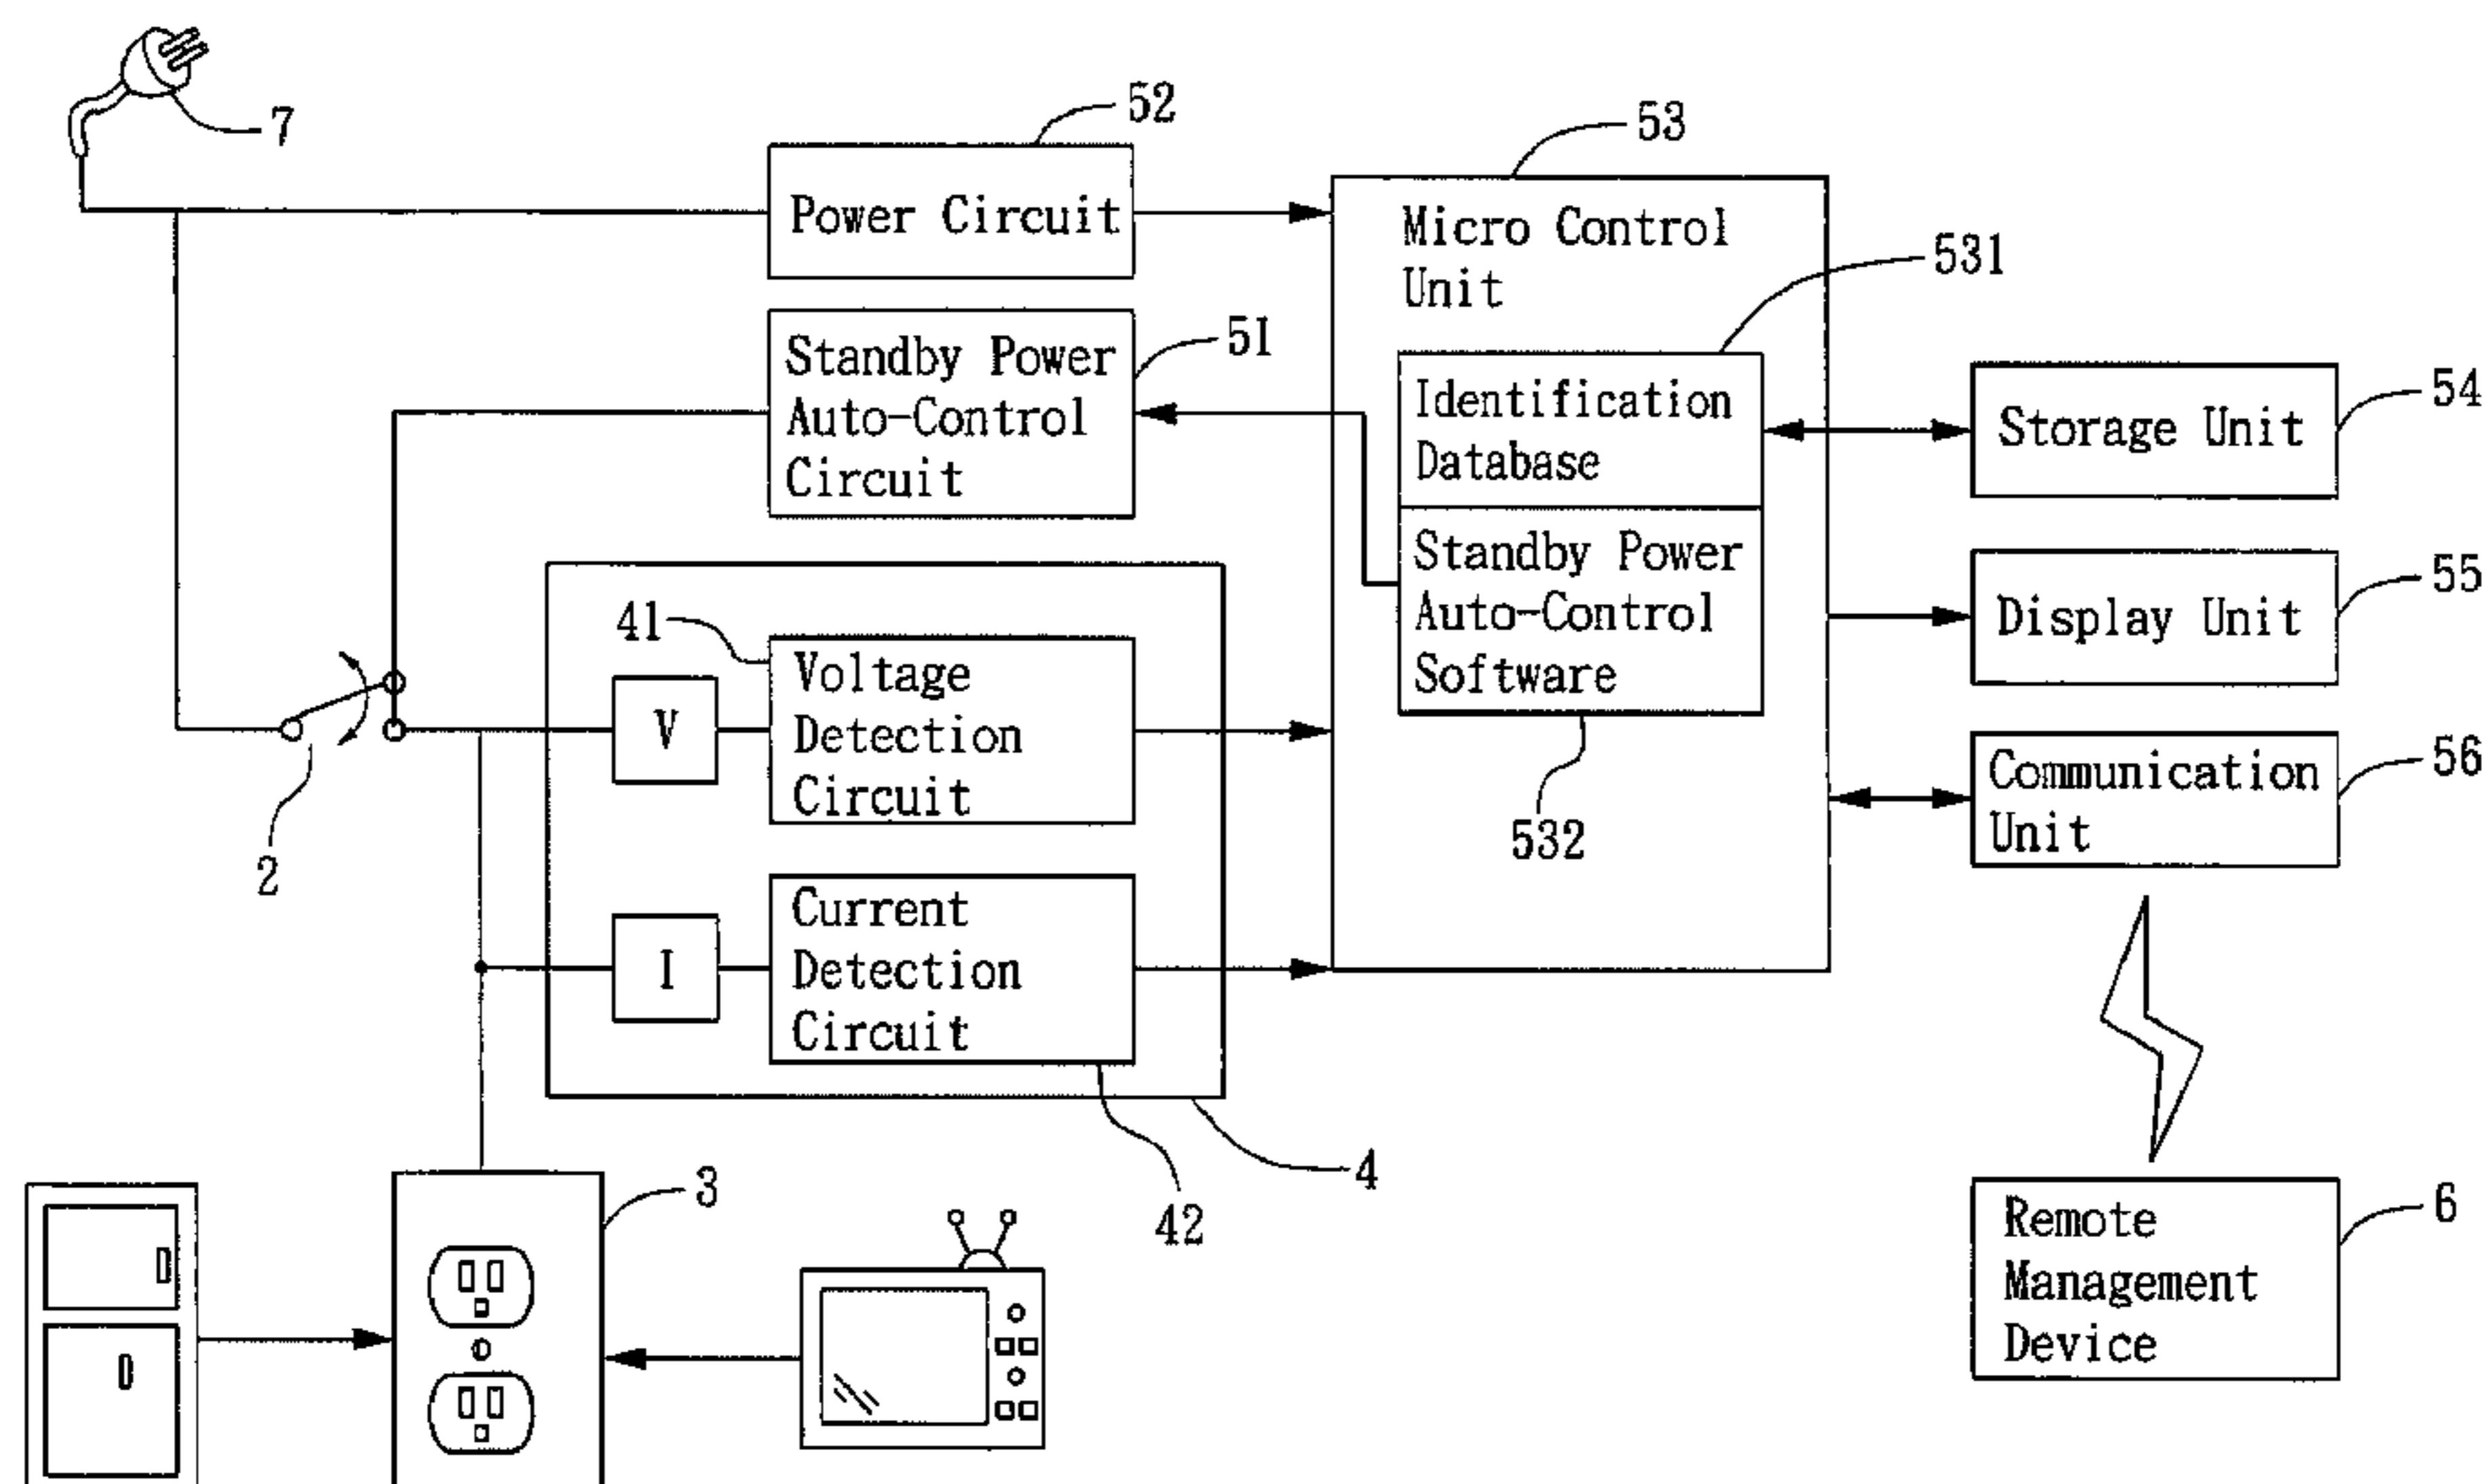 7
52
Power Circuit
53
Micro Control
Unit
531
Standby Power
Auto-Control
Circuit
51
Identification
Database
Standby Power
Auto-Control
Software
532
Storage Unit
54
Display Unit
55
Communication
Unit
56
2
41
V
Voltage
Detection
Circuit
I
Current
Detection
Circuit
42
4
3
Remote
Management
Device
6